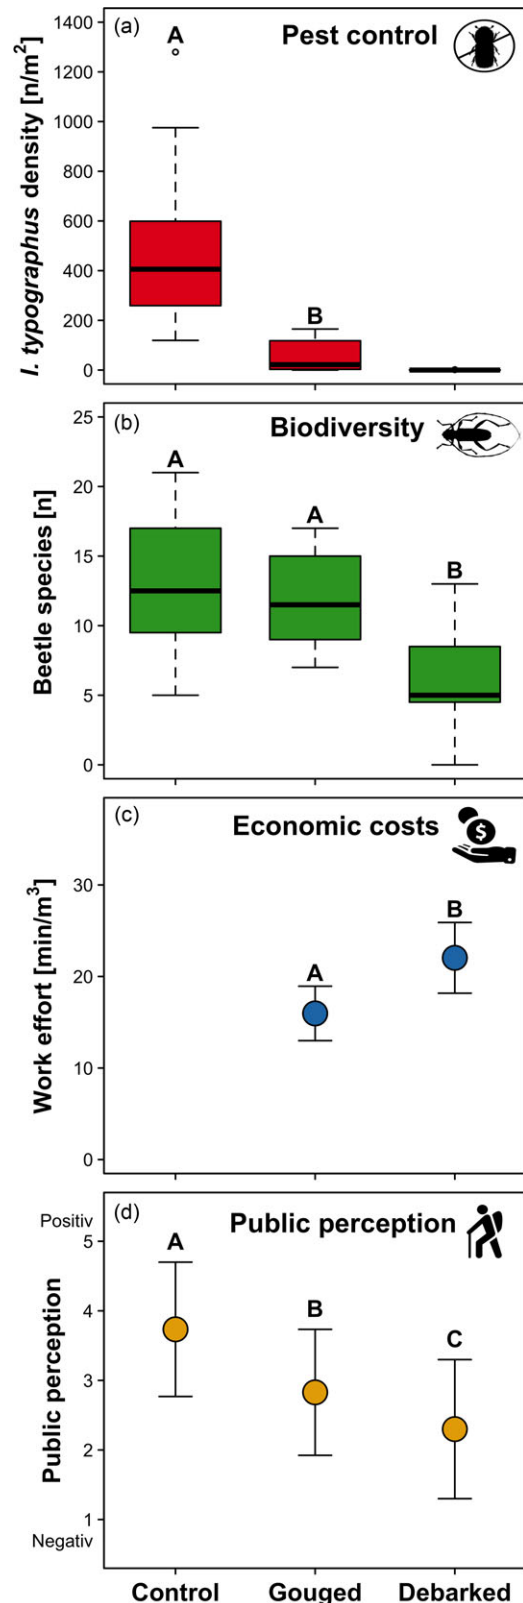 (a) Pest control
I. typographus density [n/m²]
1400
1200
1000
800
600
400
200
0
A
B
(b) Biodiversity
Beetle species [n]
25
20
15
10
5
0
A
A
B
(c) Economic costs
$
Work effort [min/m³]
30
20
10
0
A
B
(d) Public perception
Public perception
Positiv
5
4
3
2
1
Negativ
A
B
C
Control Gouged Debarked